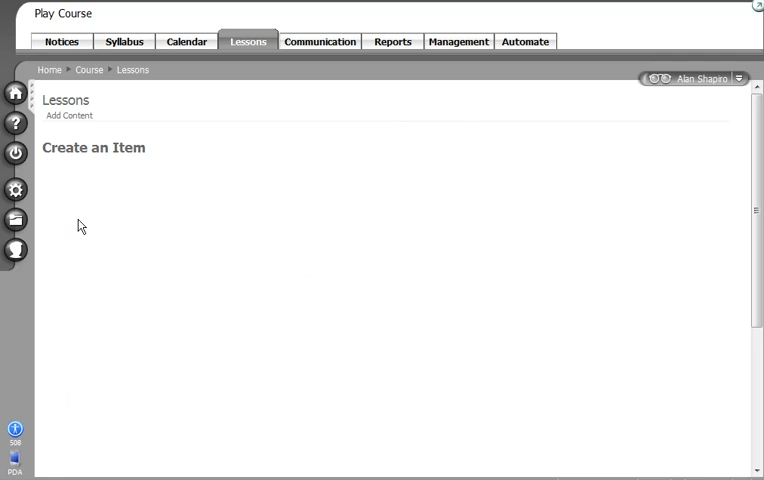 Play Course
Notices Syllabus Calendar Lessons Communication Reports Management Automate
Home Course Lessons
Alan Shapiro
Lessons
Add Content
Create an Item
508
PDA